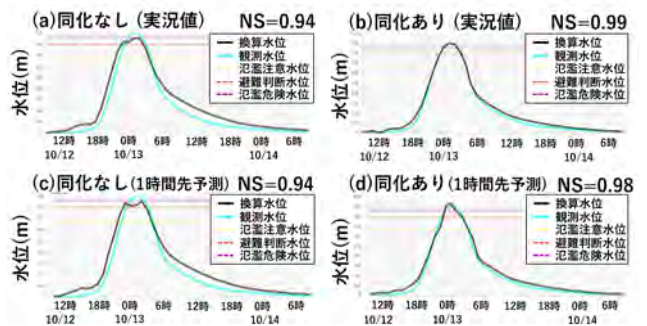 (a)同化なし (実況値) NS=0.94
水位(m)
換算水位
観測水位
氾濫注意水位
避難判断水位
氾濫危険水位
12時 18時 0時 6時 12時 18時 0時 6時
10/12 10/13 10/14
(b)同化あり (実況値) NS=0.99
水位(m)
換算水位
観測水位
氾濫注意水位
避難判断水位
氾濫危険水位
12時 18時 0時 6時 12時 18時 0時 6時
10/12 10/13 10/14
(c)同化なし(1時間先予測) NS=0.94
水位(m)
換算水位
観測水位
氾濫注意水位
避難判断水位
氾濫危険水位
12時 18時 0時 6時 12時 18時 0時 6時
10/12 10/13 10/14
(d)同化あり(1時間先予測) NS=0.98
水位(m)
換算水位
観測水位
氾濫注意水位
避難判断水位
氾濫危険水位
12時 18時 0時 6時 12時 18時 0時 6時
10/12 10/13 10/14